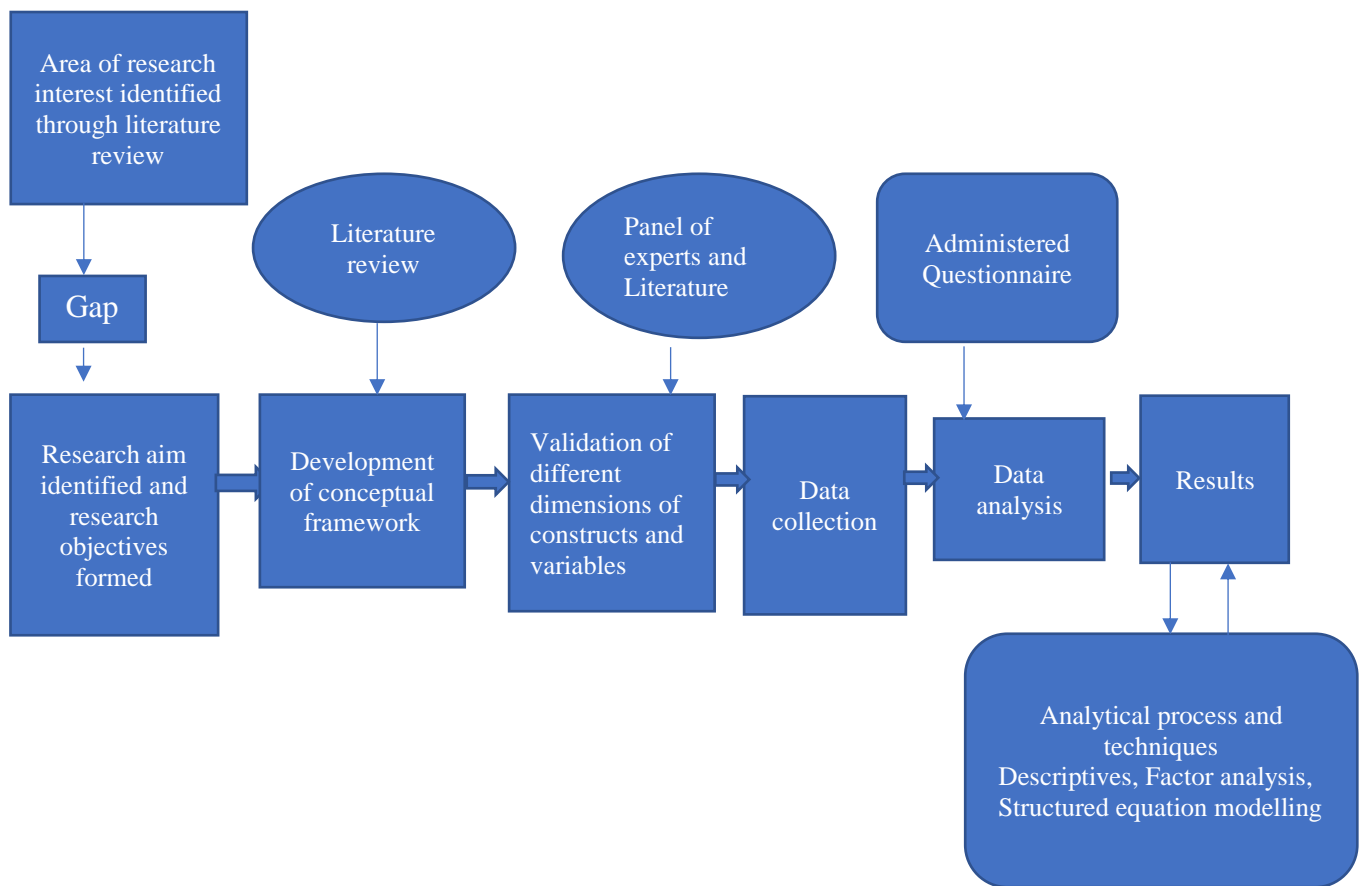 Area of research
interest identified
through literature
review
Gap
Literature
review
Panel of
experts and
Literature
Administered
Questionnaire
Research aim
identified and
research
objectives
formed
Development
of conceptual
framework
Validation of
different
dimensions of
constructs and
variables
Data
collection
Data
analysis
Results
Analytical process and
techniques
Descriptives, Factor analysis,
Structured equation modelling